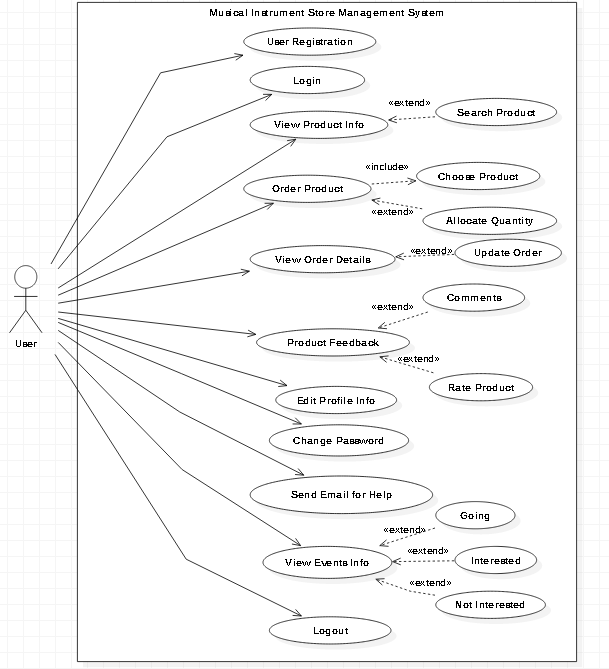 Musical Instrument Store Management System
User Registration
Login
View Product Info
«extend»
Search Product
Order Product
«include»
Choose Product
«extend»
Allocate Quantity
View Order Details
«extend»
Update Order
Product Feedback
«extend»
Comments
«extend»
Rate Product
User
Edit Profile Info
Change Password
Send Email for Help
View Events Info
«extend»
Going
«extend»
Interested
«extend»
Not Interested
Logout